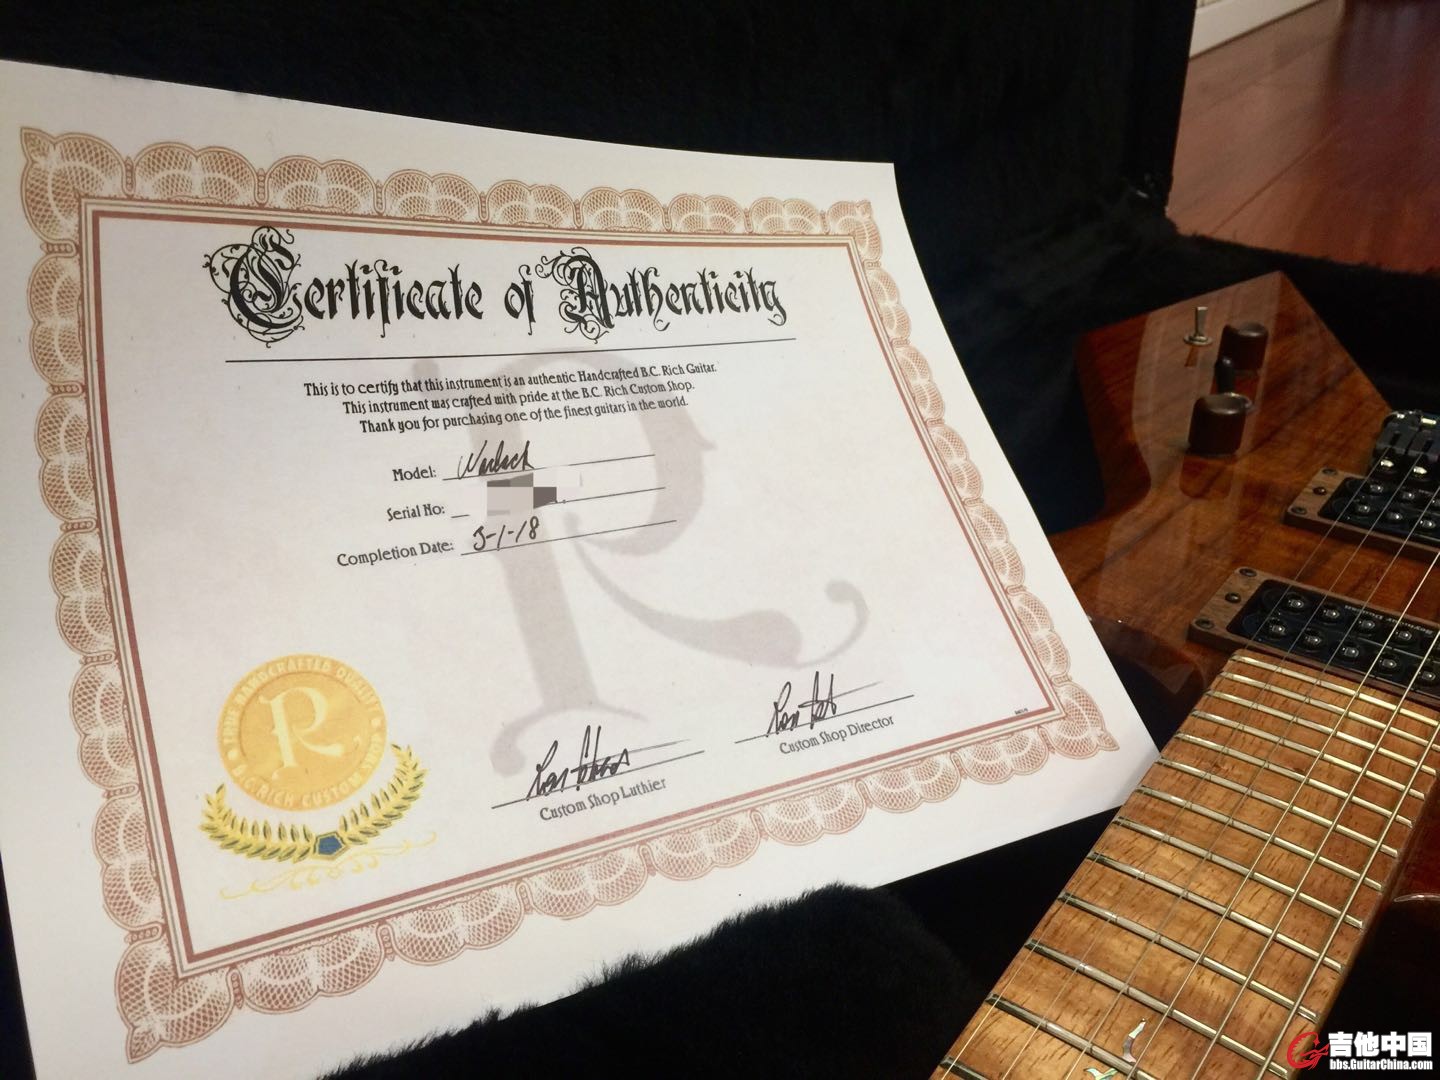 Certificate of Authenticity
This is to certify that this instrument is an authentic Handcrafted B.C. Rich Guitar.
This instrument was crafted with pride at the B.C. Rich Custom Shop.
Thank you for purchasing one of the finest guitars in the world.
Model: Warlock
Serial No:
Completion Date: 5-1-18
R
TRUE HANDCRAFTED QUALITY
R
B.C. RICH CUSTOM SHOP
Custom Shop Luthier
Custom Shop Director
吉他中国
bbs.GuitarChina.com